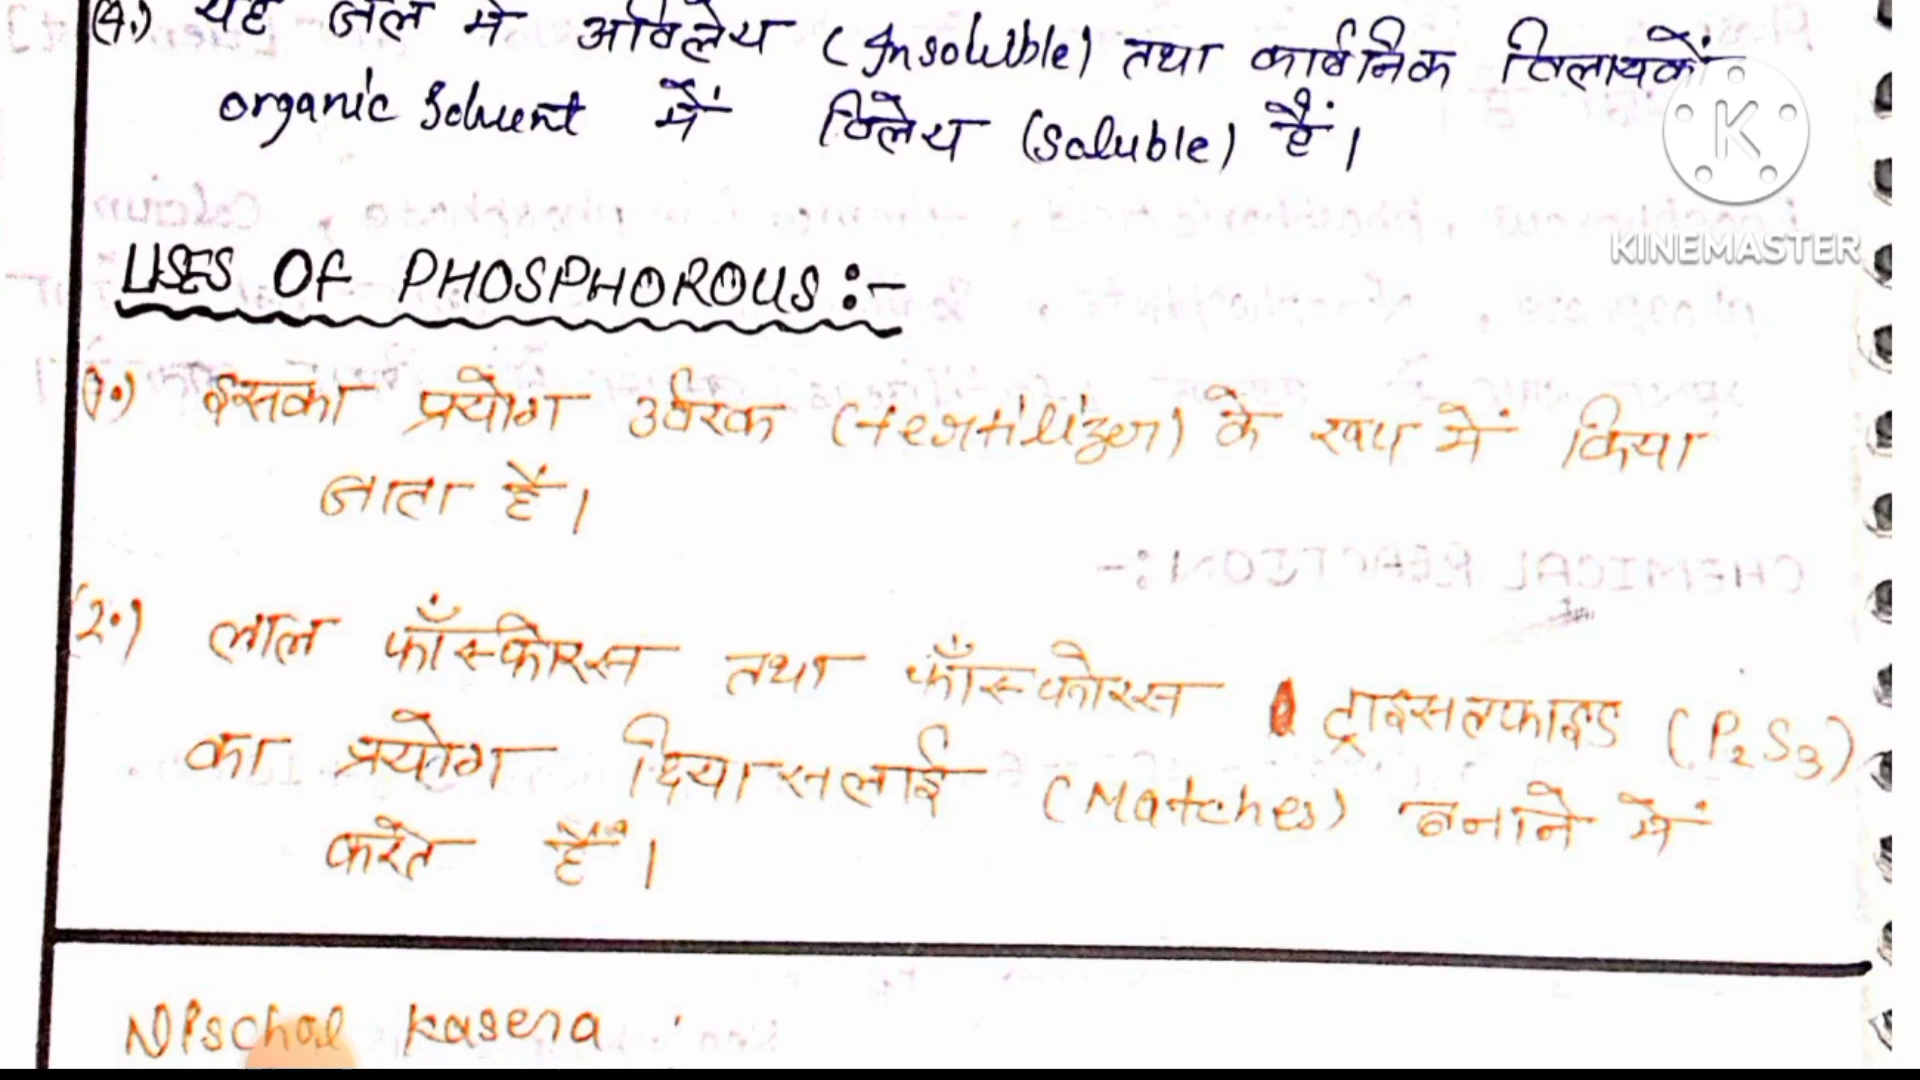 (4.) यह जल में अविलेय (Insoluble) तथा कार्बनिक विलायकों
organic Solvent में विलेय (Soluble) हैं।
KINEMASTER
USES OF PHOSPHOROUS :-
(1.) इसका प्रयोग उर्वरक (fertilizer) के रूप में किया
जाता हैं।
(2.) लाल फॉस्फोरस तथा फॉस्फोरस ट्राइसल्फाइड (P₂S₃)
का प्रयोग दियासलाई (Matches) बनाने में
करते हैं।
Nischal Kasera